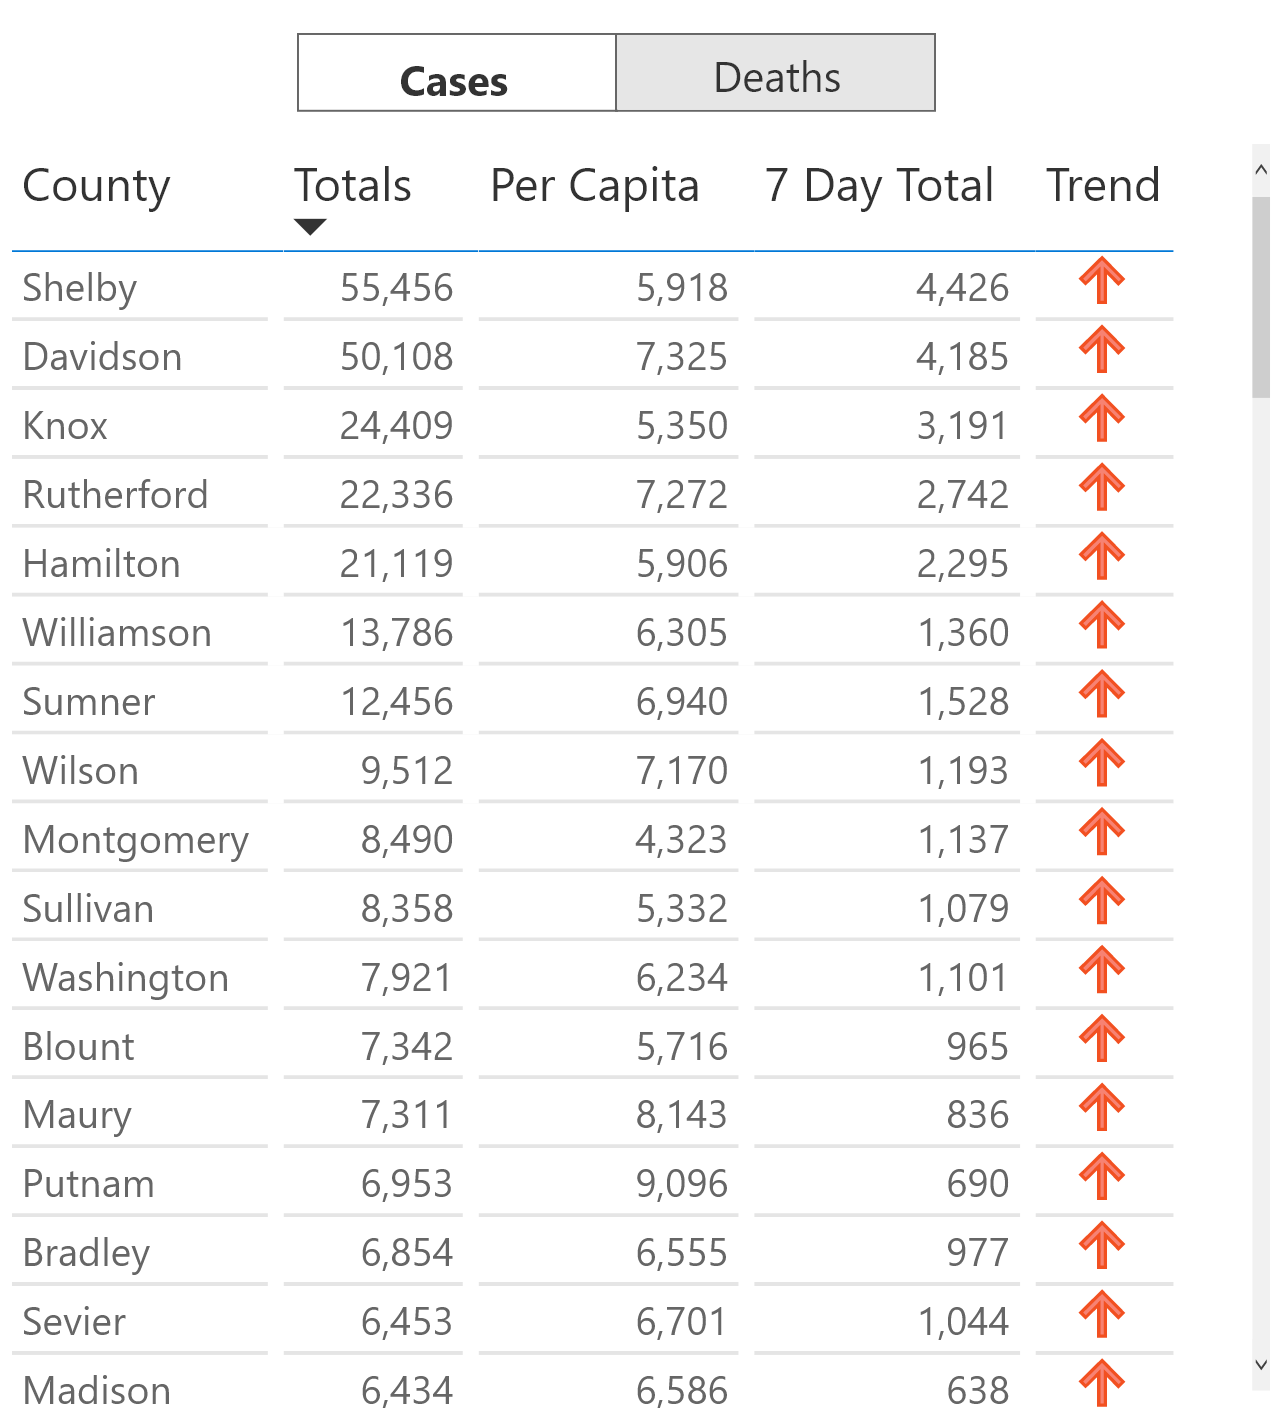 Cases Deaths
County Totals Per Capita 7 Day Total Trend
Shelby 55,456 5,918 4,426
Davidson 50,108 7,325 4,185
Knox 24,409 5,350 3,191
Rutherford 22,336 7,272 2,742
Hamilton 21,119 5,906 2,295
Williamson 13,786 6,305 1,360
Sumner 12,456 6,940 1,528
Wilson 9,512 7,170 1,193
Montgomery 8,490 4,323 1,137
Sullivan 8,358 5,332 1,079
Washington 7,921 6,234 1,101
Blount 7,342 5,716 965
Maury 7,311 8,143 836
Putnam 6,953 9,096 690
Bradley 6,854 6,555 977
Sevier 6,453 6,701 1,044
Madison 6,434 6,586 638